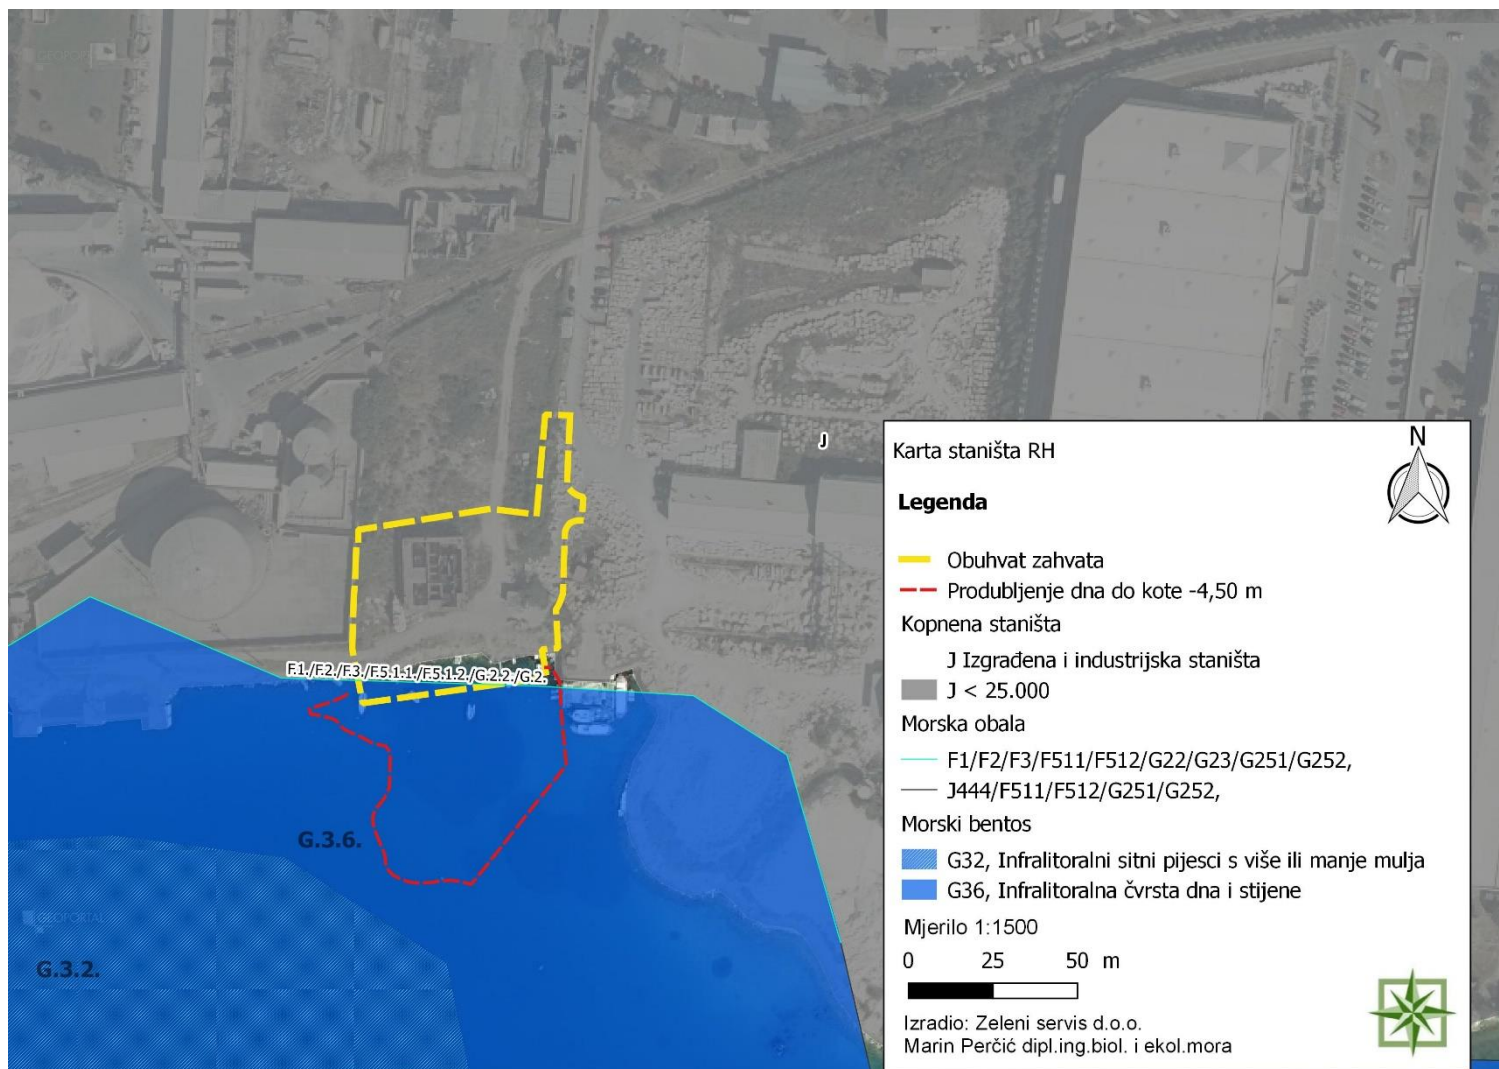 GEOPORTAL
J
F.1./F.2./F.3./F.5.1.1./F.5.1.2./G.2.2./G.2.
G.3.6.
GEOPORTAL
G.3.2.
Karta staništa RH
N
Legenda
Obuhvat zahvata
Produbljenje dna do kote -4,50 m
Kopnena staništa
J Izgrađena i industrijska staništa
J < 25.000
Morska obala
F1/F2/F3/F511/F512/G22/G23/G251/G252,
J444/F511/F512/G251/G252,
Morski bentos
G32, Infralitoralni sitni pijesci s više ili manje mulja
G36, Infralitoralna čvrsta dna i stijene
Mjerilo 1:1500
0 25 50 m
Izradio: Zeleni servis d.o.o.
Marin Perčić dipl.ing.biol. i ekol.mora